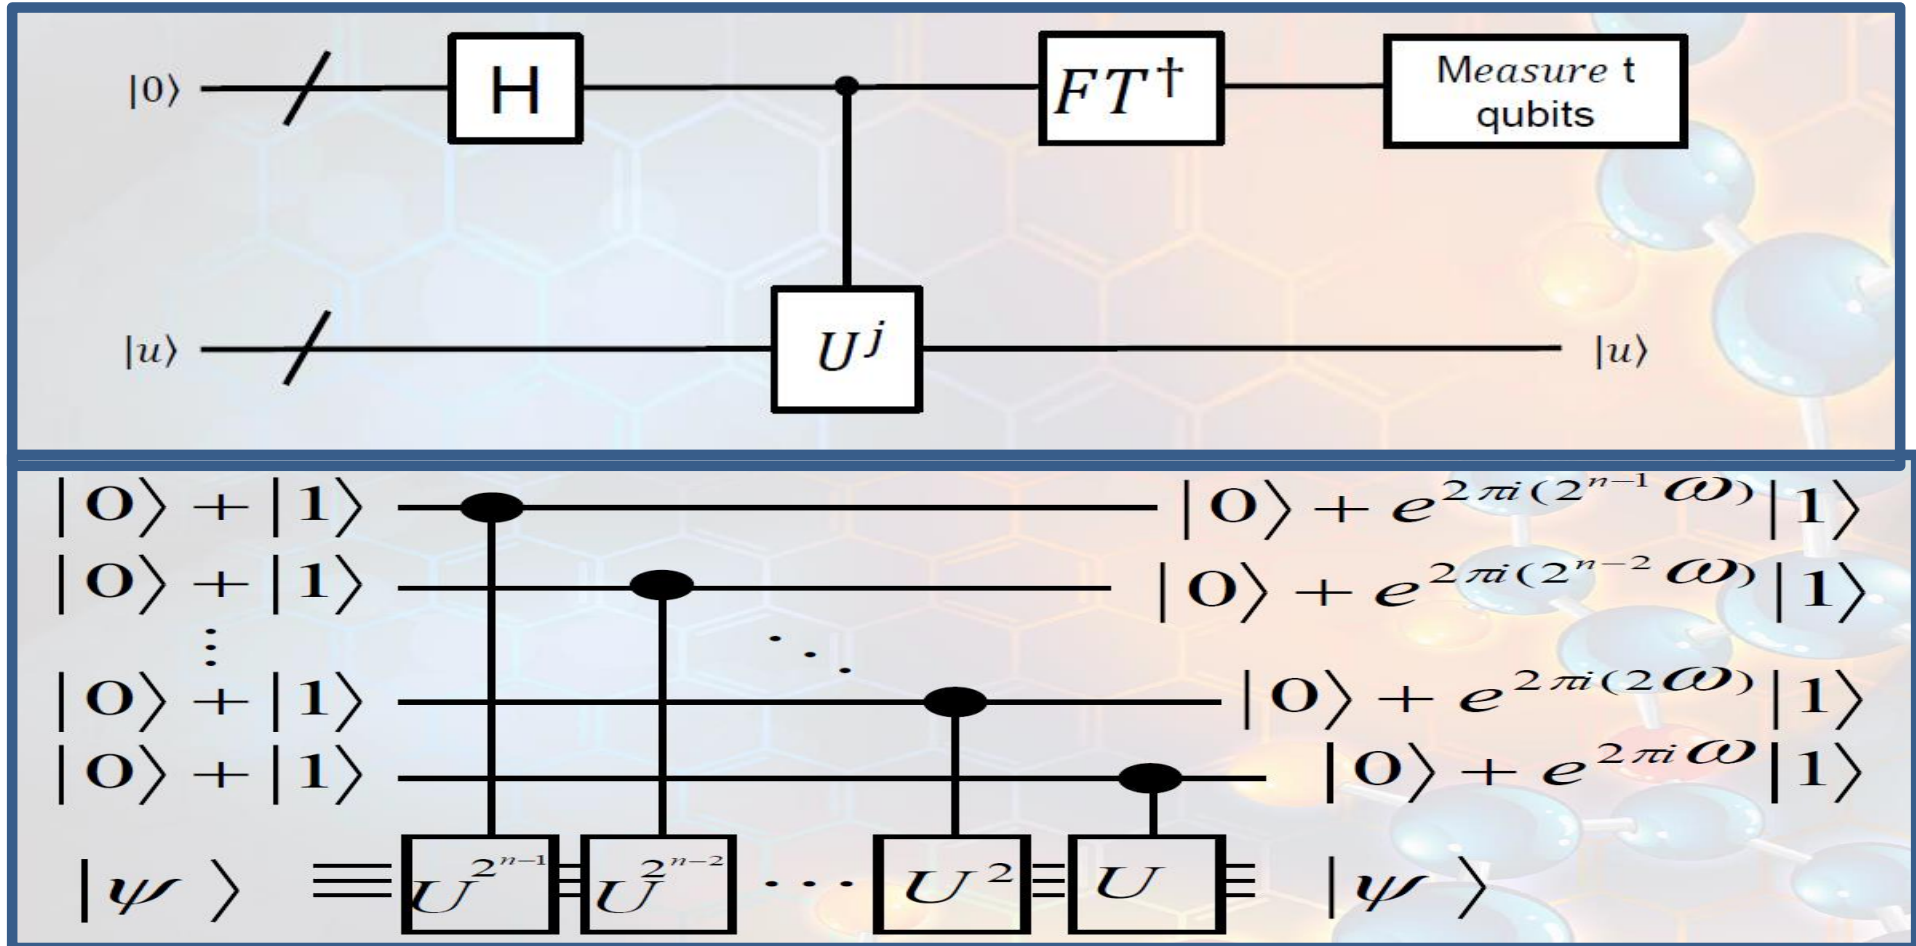 |0⟩ H FT† Measure t
qubits
|u⟩ U^j |u⟩
|0⟩ + |1⟩ |0⟩ + e^{2πi(2^{n−1}ω)}|1⟩
|0⟩ + |1⟩ |0⟩ + e^{2πi(2^{n−2}ω)}|1⟩
⋮ ⋱
|0⟩ + |1⟩ |0⟩ + e^{2πi(2ω)}|1⟩
|0⟩ + |1⟩ |0⟩ + e^{2πiω}|1⟩
|ψ⟩ U^{2^{n−1}} U^{2^{n−2}} ··· U^2 U |ψ⟩